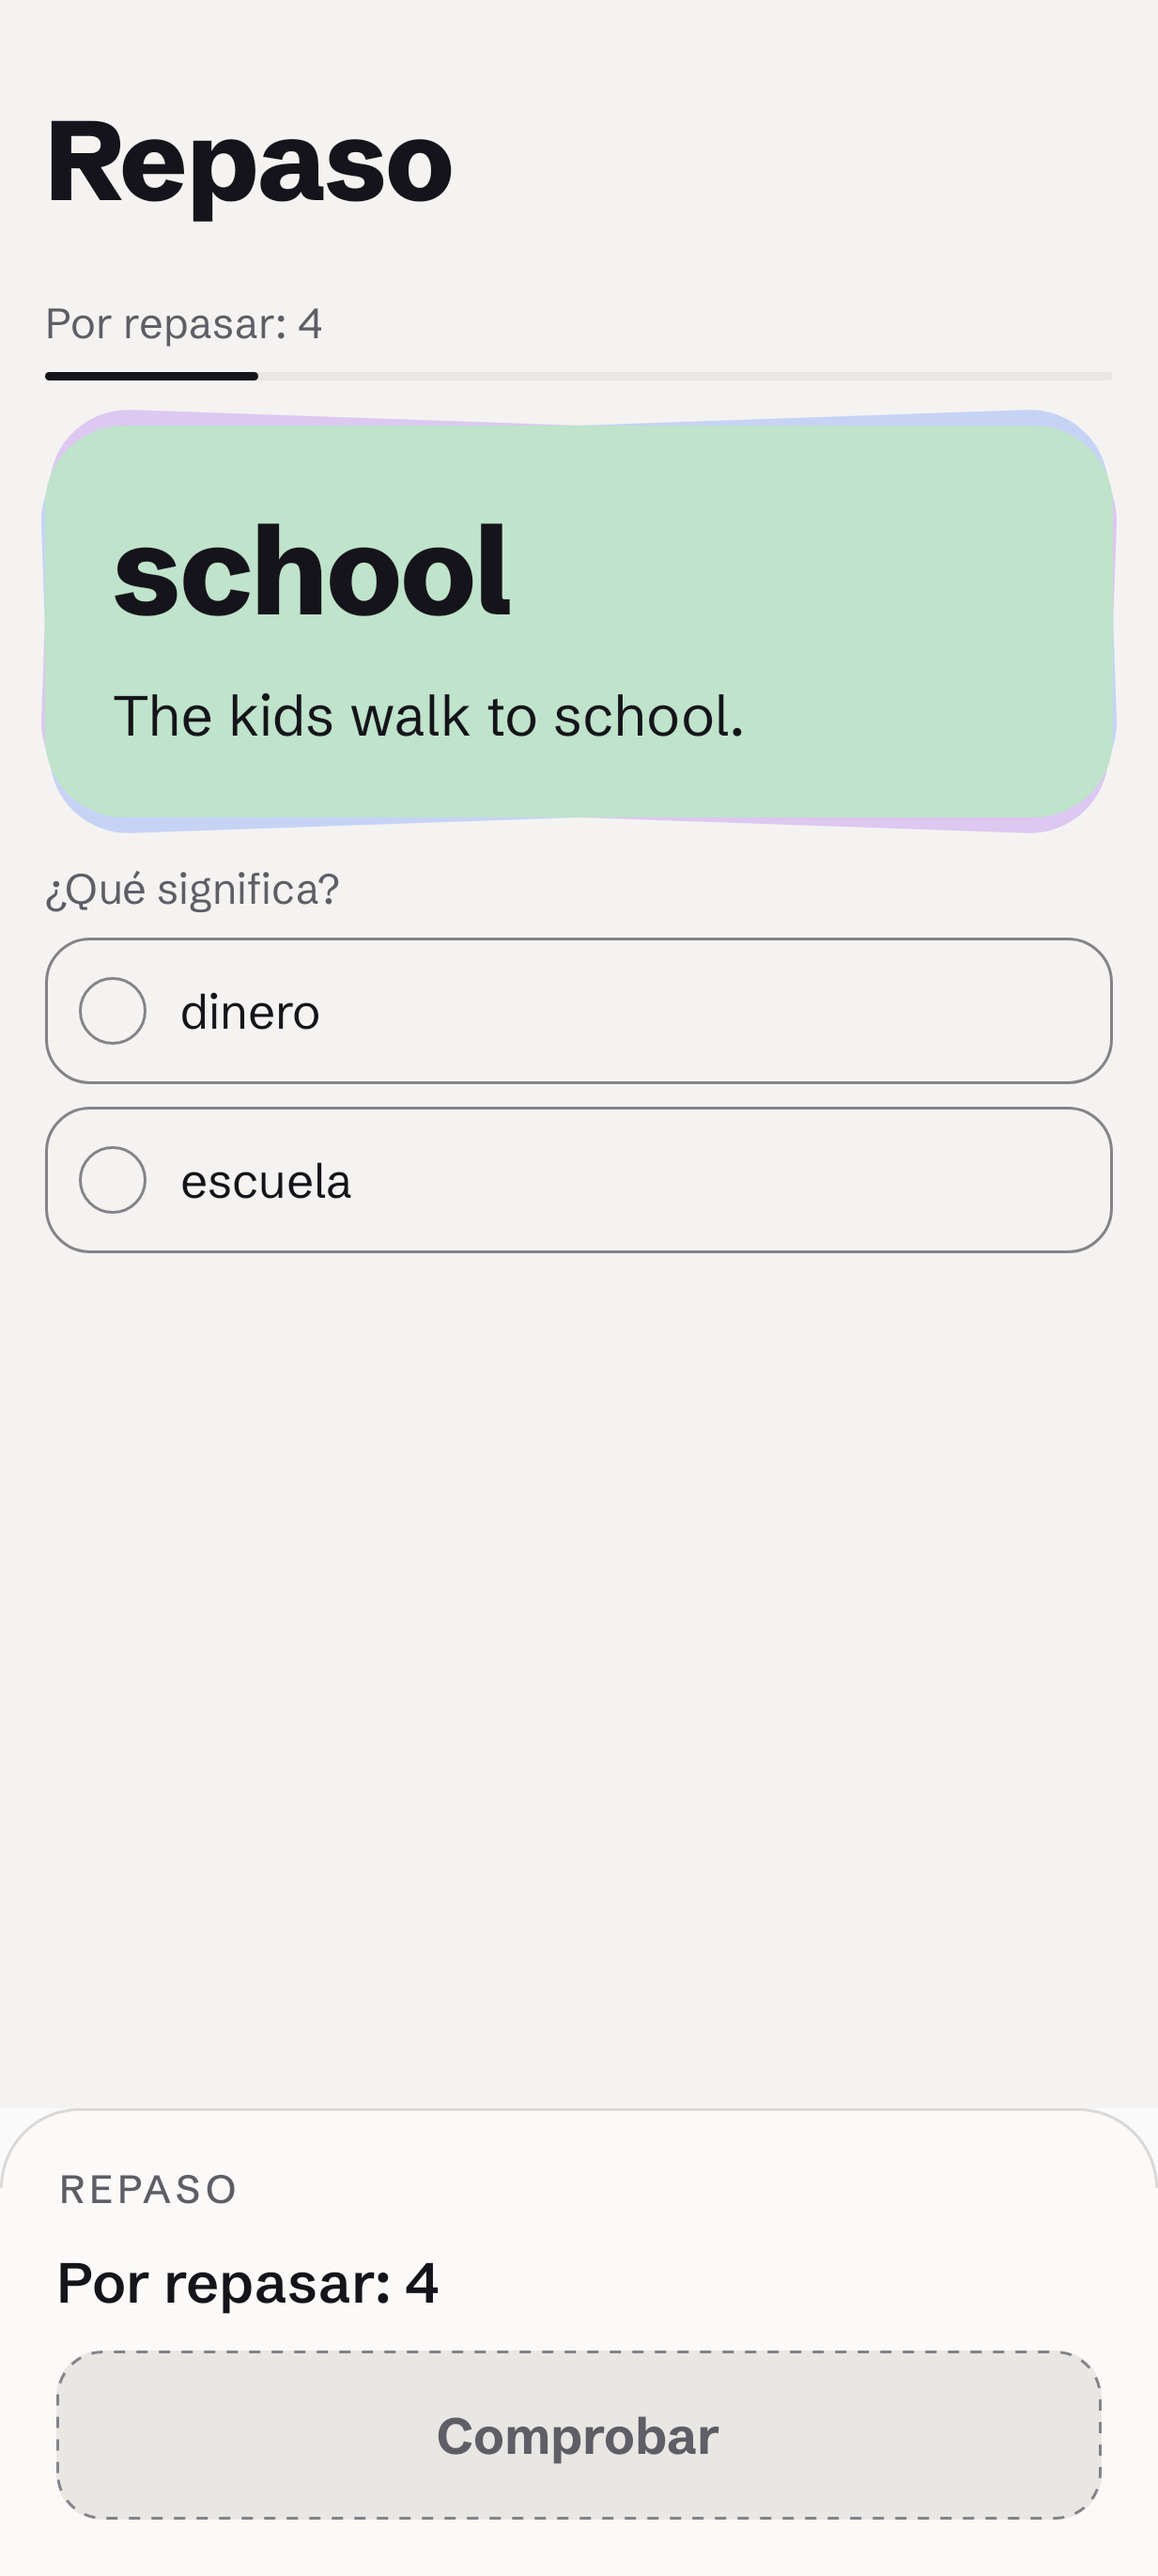 Repaso
Por repasar: 4
school
The kids walk to school.
¿Qué significa?
dinero
escuela
REPASO
Por repasar: 4
Comprobar